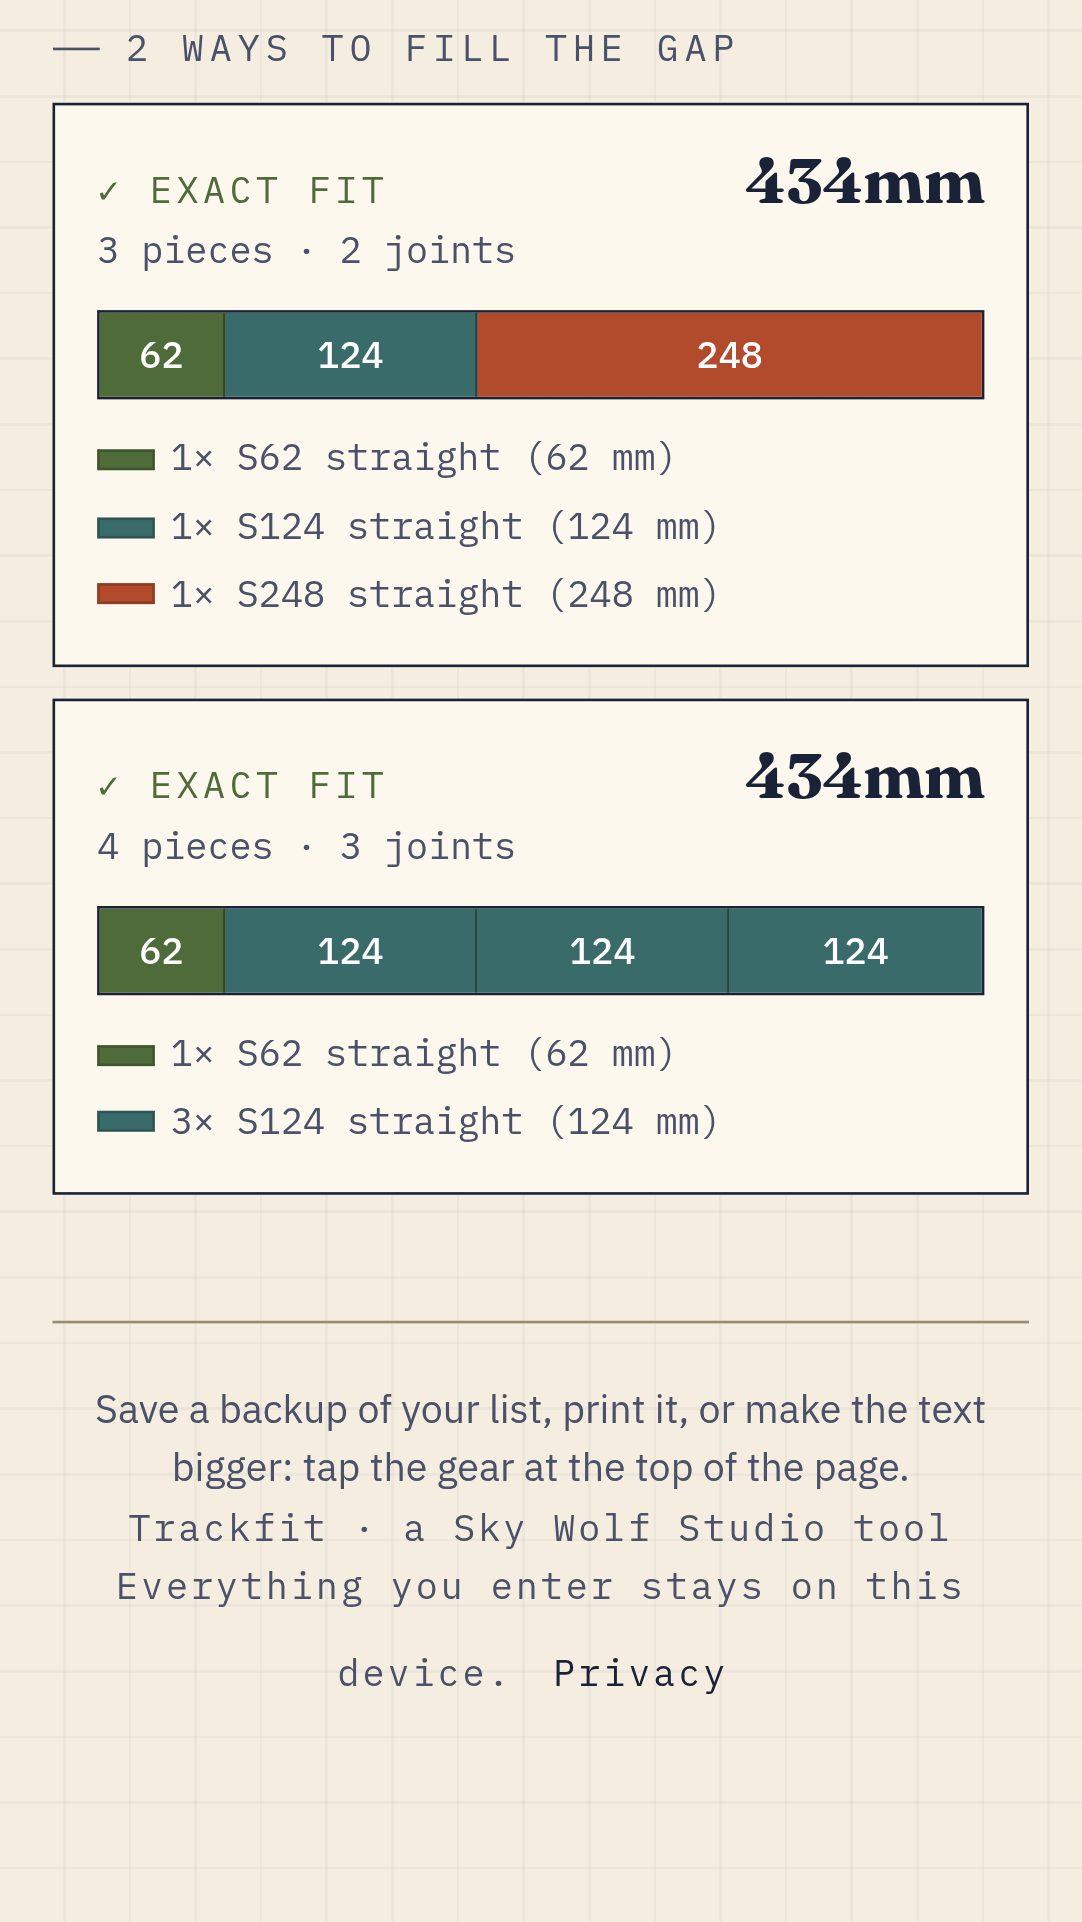 2 WAYS TO FILL THE GAP
✓ EXACT FIT
434mm
3 pieces · 2 joints
62 124 248
1× S62 straight (62 mm)
1× S124 straight (124 mm)
1× S248 straight (248 mm)
✓ EXACT FIT
434mm
4 pieces · 3 joints
62 124 124 124
1× S62 straight (62 mm)
3× S124 straight (124 mm)
Save a backup of your list, print it, or make the text
bigger: tap the gear at the top of the page.
Trackfit · a Sky Wolf Studio tool
Everything you enter stays on this
device. Privacy